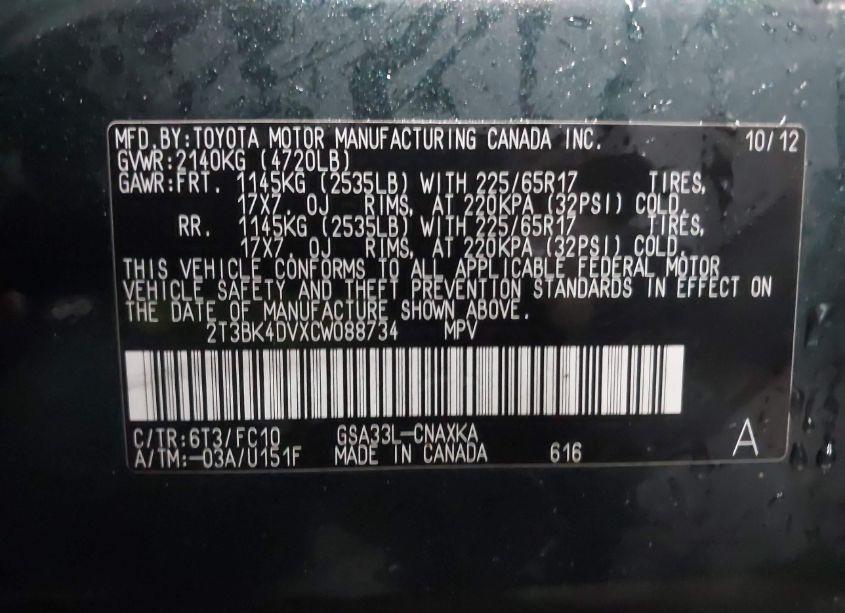 MFD. BY: TOYOTA MOTOR MANUFACTURING CANADA INC. 10/12
GVWR: 2140KG (4720LB)
GAWR: FRT. 1145KG (2535LB) WITH 225/65R17 TIRES,
17X7.0J RIMS, AT 220KPA (32PSI) COLD.
RR. 1145KG (2535LB) WITH 225/65R17 TIRES,
17X7.0J RIMS, AT 220KPA (32PSI) COLD.
THIS VEHICLE CONFORMS TO ALL APPLICABLE FEDERAL MOTOR
VEHICLE SAFETY AND THEFT PREVENTION STANDARDS IN EFFECT ON
THE DATE OF MANUFACTURE SHOWN ABOVE.
2T3BK4DVXCW088734 MPV
C/TR:6T3/FC10 GSA33L-CNAXKA
A/TM:-03A/U151F MADE IN CANADA 616 A